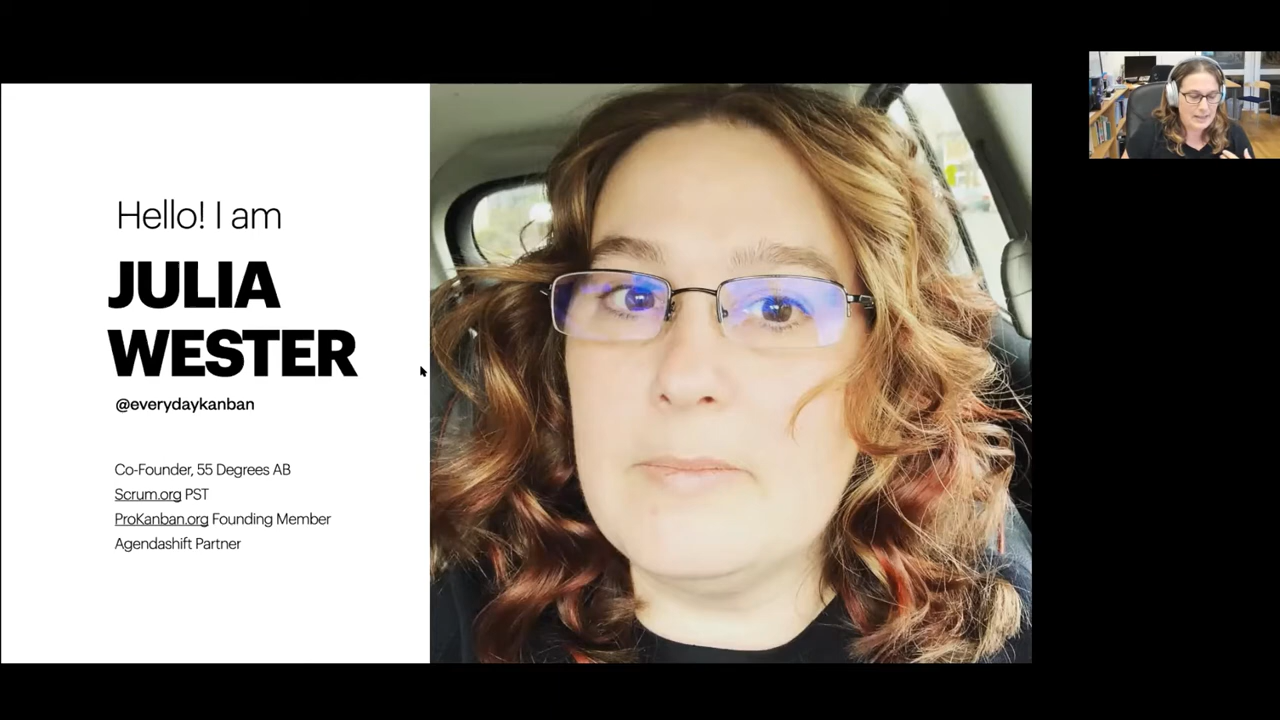 Hello! I am
JULIA
WESTER
@everydaykanban
Co-Founder, 55 Degrees AB
Scrum.org PST
ProKanban.org Founding Member
Agendashift Partner